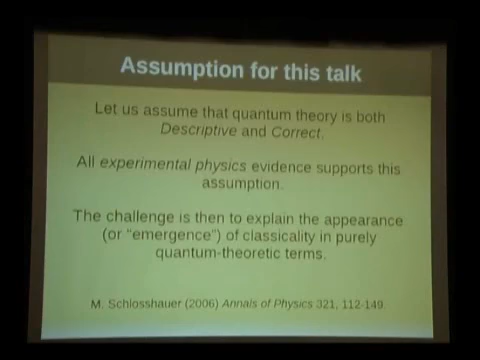 Assumption for this talk
Let us assume that quantum theory is both
Descriptive and Correct.
All experimental physics evidence supports this
assumption.
The challenge is then to explain the appearance
(or "emergence") of classicality in purely
quantum-theoretic terms.
M. Schlosshauer (2006) Annals of Physics 321, 112-149.